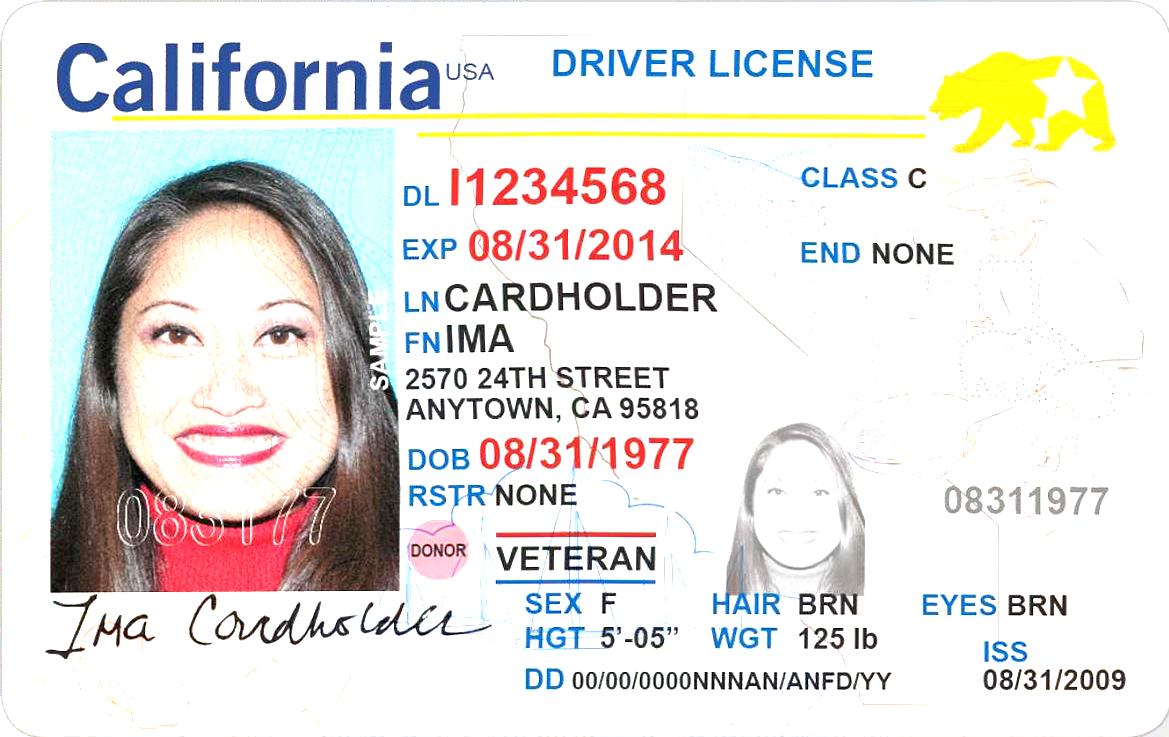 California USA DRIVER LICENSE
DL I1234568 CLASS C
EXP 08/31/2014 END NONE
LN CARDHOLDER
FN IMA
2570 24TH STREET
ANYTOWN, CA 95818
DOB 08/31/1977
RSTR NONE 08311977
SAMPLE
083177
DONOR VETERAN
Ima Cardholder
SEX F HAIR BRN EYES BRN
HGT 5'-05" WGT 125 lb
ISS
DD 00/00/0000NNNAN/ANFD/YY 08/31/2009